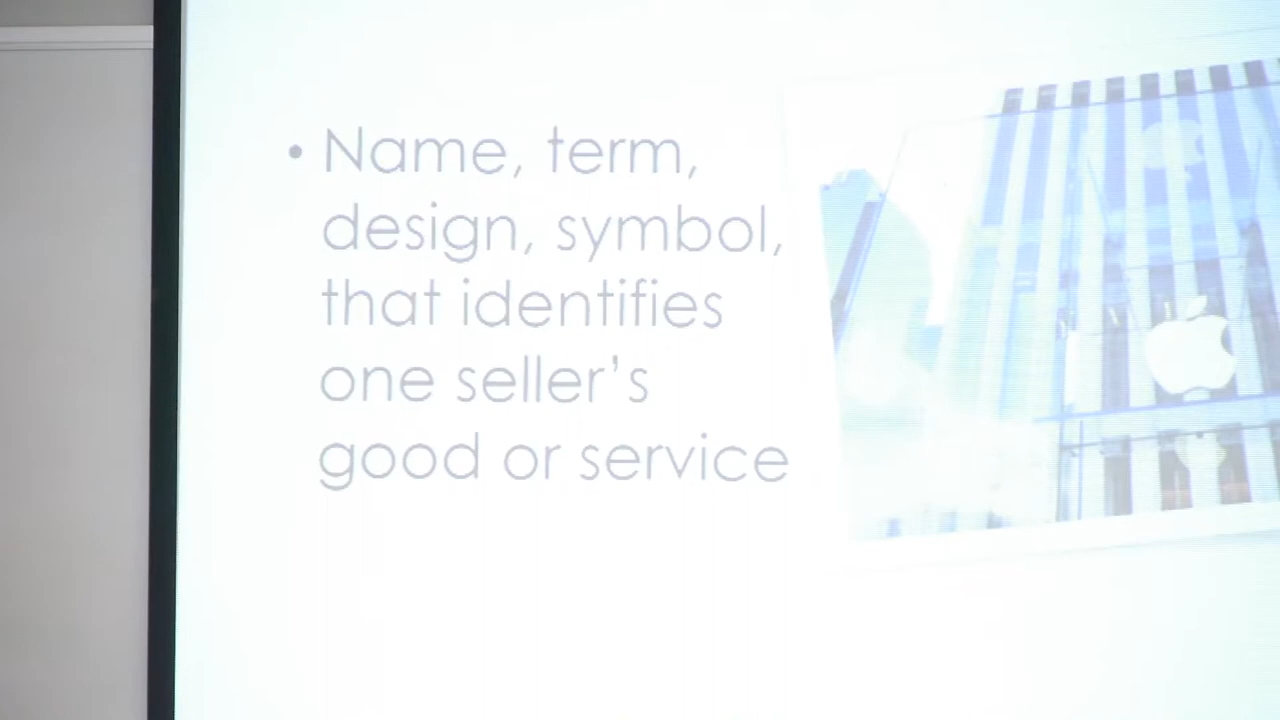 • Name, term,
design, symbol,
that identifies
one seller's
good or service